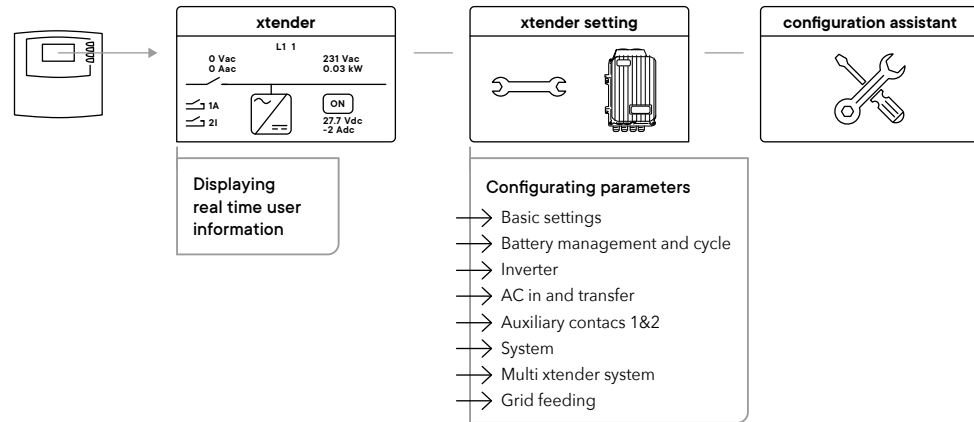 xtender
xtender setting
configuration assistant
L1 1
0 Vac
0 Aac
231 Vac
0.03 kW
1A
2I
ON
27.7 Vdc
-2 Adc
Displaying
real time user
information
Configurating parameters
Basic settings
Battery management and cycle
Inverter
AC in and transfer
Auxiliary contacs 1&2
System
Multi xtender system
Grid feeding